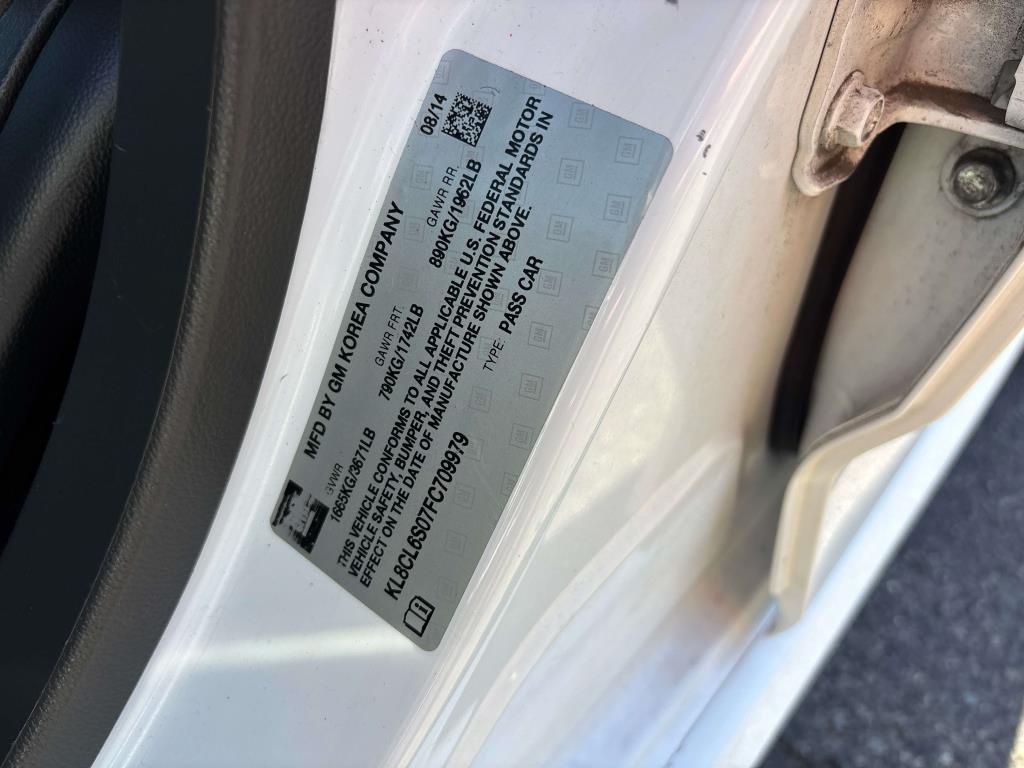 MFD BY GM KOREA COMPANY 08/14
GVWR GAWR FRT. GAWR RR.
1665KG/3671LB 790KG/1742LB 890KG/1962LB
THIS VEHICLE CONFORMS TO ALL APPLICABLE U.S. FEDERAL MOTOR
VEHICLE SAFETY, BUMPER, AND THEFT PREVENTION STANDARDS IN
EFFECT ON THE DATE OF MANUFACTURE SHOWN ABOVE.
KL8CL6S07FC709979 TYPE: PASS CAR